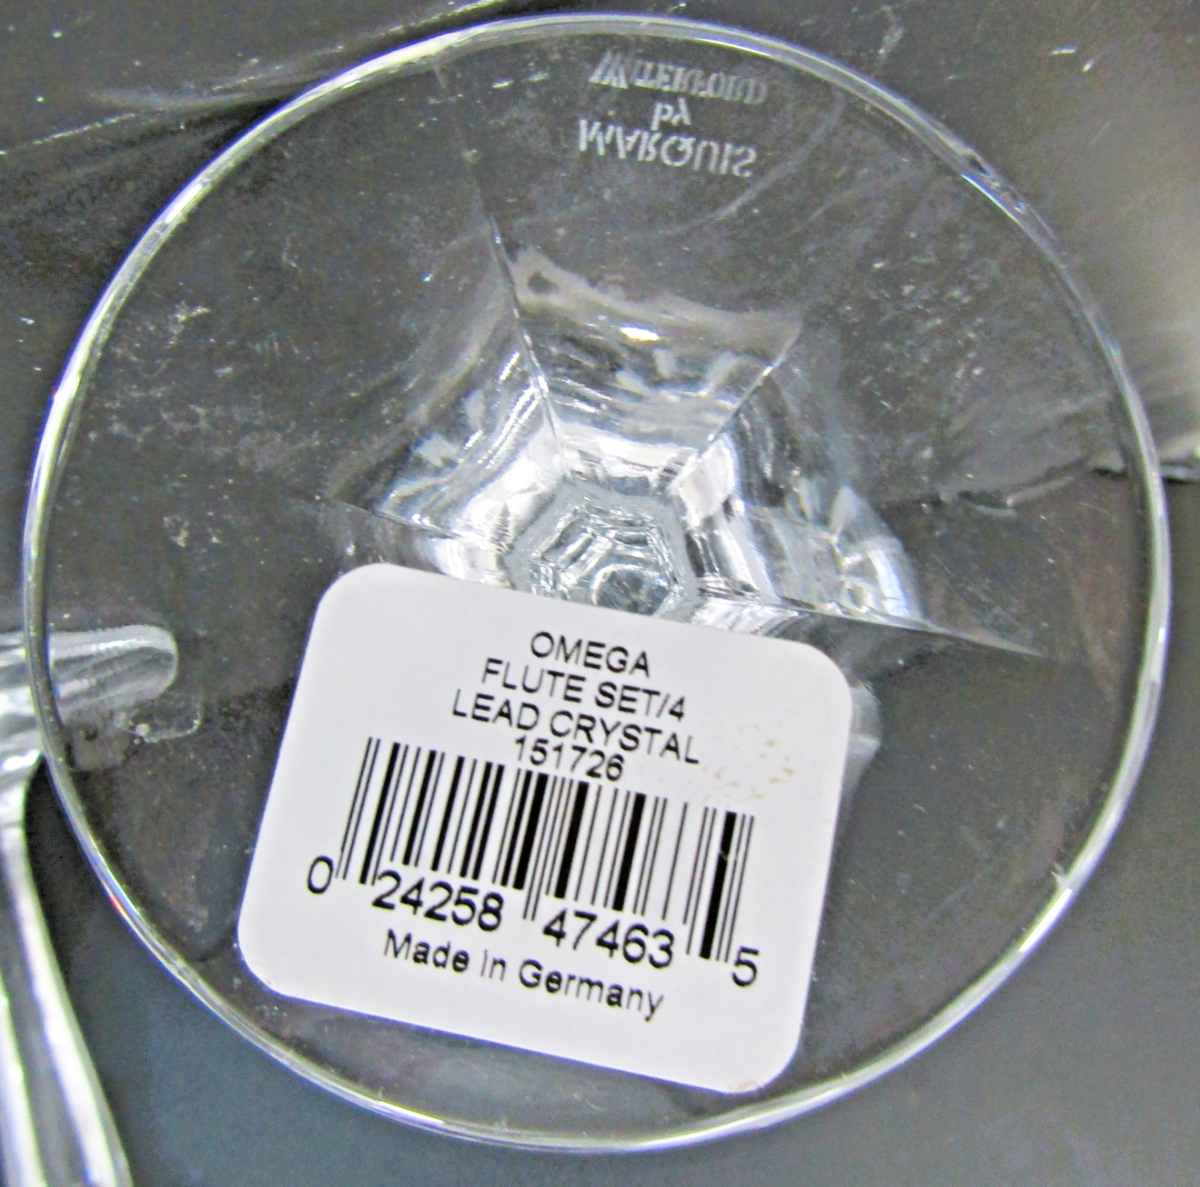 MARQUIS
by
WATERFORD
OMEGA
FLUTE SET/4
LEAD CRYSTAL
151726
0 24258 47463 5
Made in Germany